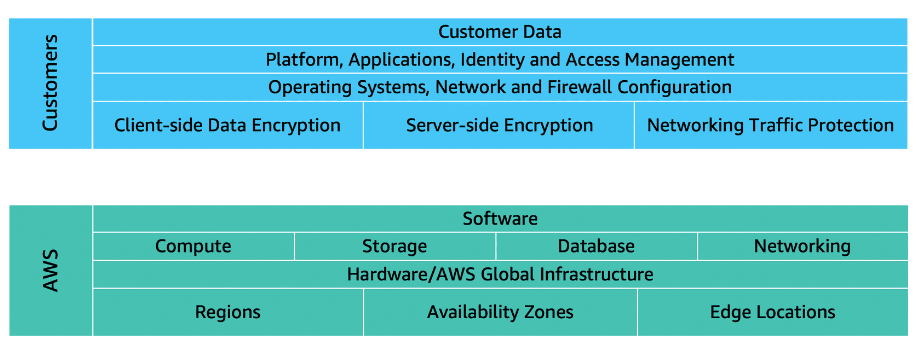 Customers
Customer Data
Platform, Applications, Identity and Access Management
Operating Systems, Network and Firewall Configuration
Client-side Data Encryption
Server-side Encryption
Networking Traffic Protection
AWS
Software
Compute
Storage
Database
Networking
Hardware/AWS Global Infrastructure
Regions
Availability Zones
Edge Locations